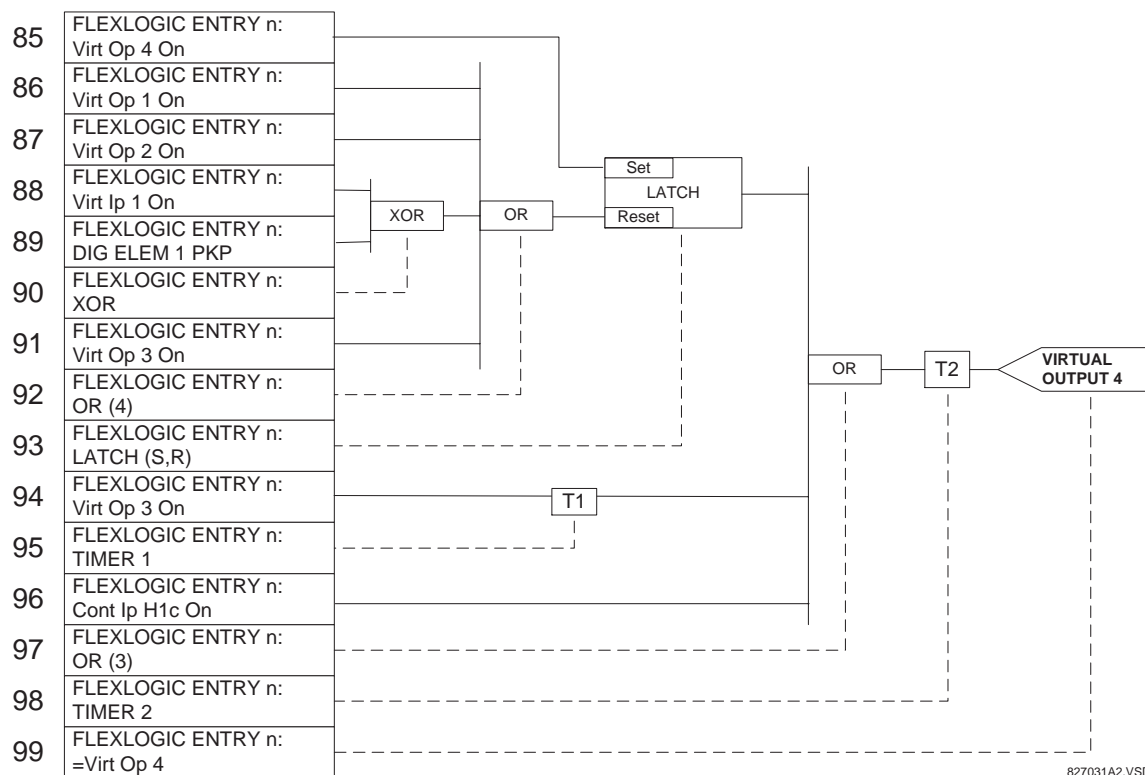 85 FLEXLOGIC ENTRY n:
Virt Op 4 On
86 FLEXLOGIC ENTRY n:
Virt Op 1 On
87 FLEXLOGIC ENTRY n:
Virt Op 2 On
88 FLEXLOGIC ENTRY n:
Virt Ip 1 On
89 FLEXLOGIC ENTRY n:
DIG ELEM 1 PKP
90 FLEXLOGIC ENTRY n:
XOR
91 FLEXLOGIC ENTRY n:
Virt Op 3 On
92 FLEXLOGIC ENTRY n:
OR (4)
93 FLEXLOGIC ENTRY n:
LATCH (S,R)
94 FLEXLOGIC ENTRY n:
Virt Op 3 On
95 FLEXLOGIC ENTRY n:
TIMER 1
96 FLEXLOGIC ENTRY n:
Cont Ip H1c On
97 FLEXLOGIC ENTRY n:
OR (3)
98 FLEXLOGIC ENTRY n:
TIMER 2
99 FLEXLOGIC ENTRY n:
=Virt Op 4
XOR
OR
Set
LATCH
Reset
T1
OR
T2
VIRTUAL
OUTPUT 4
827031A2.VSD